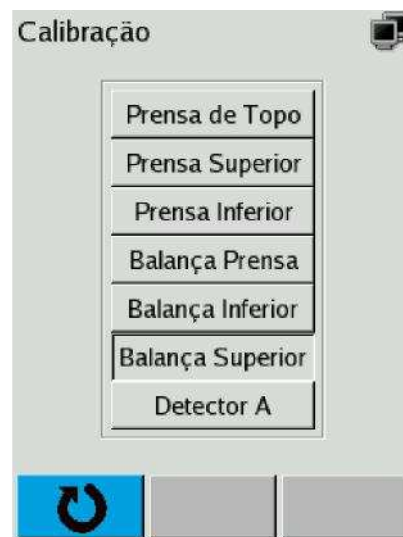 Calibração
Prensa de Topo
Prensa Superior
Prensa Inferior
Balança Prensa
Balança Inferior
Balança Superior
Detector A